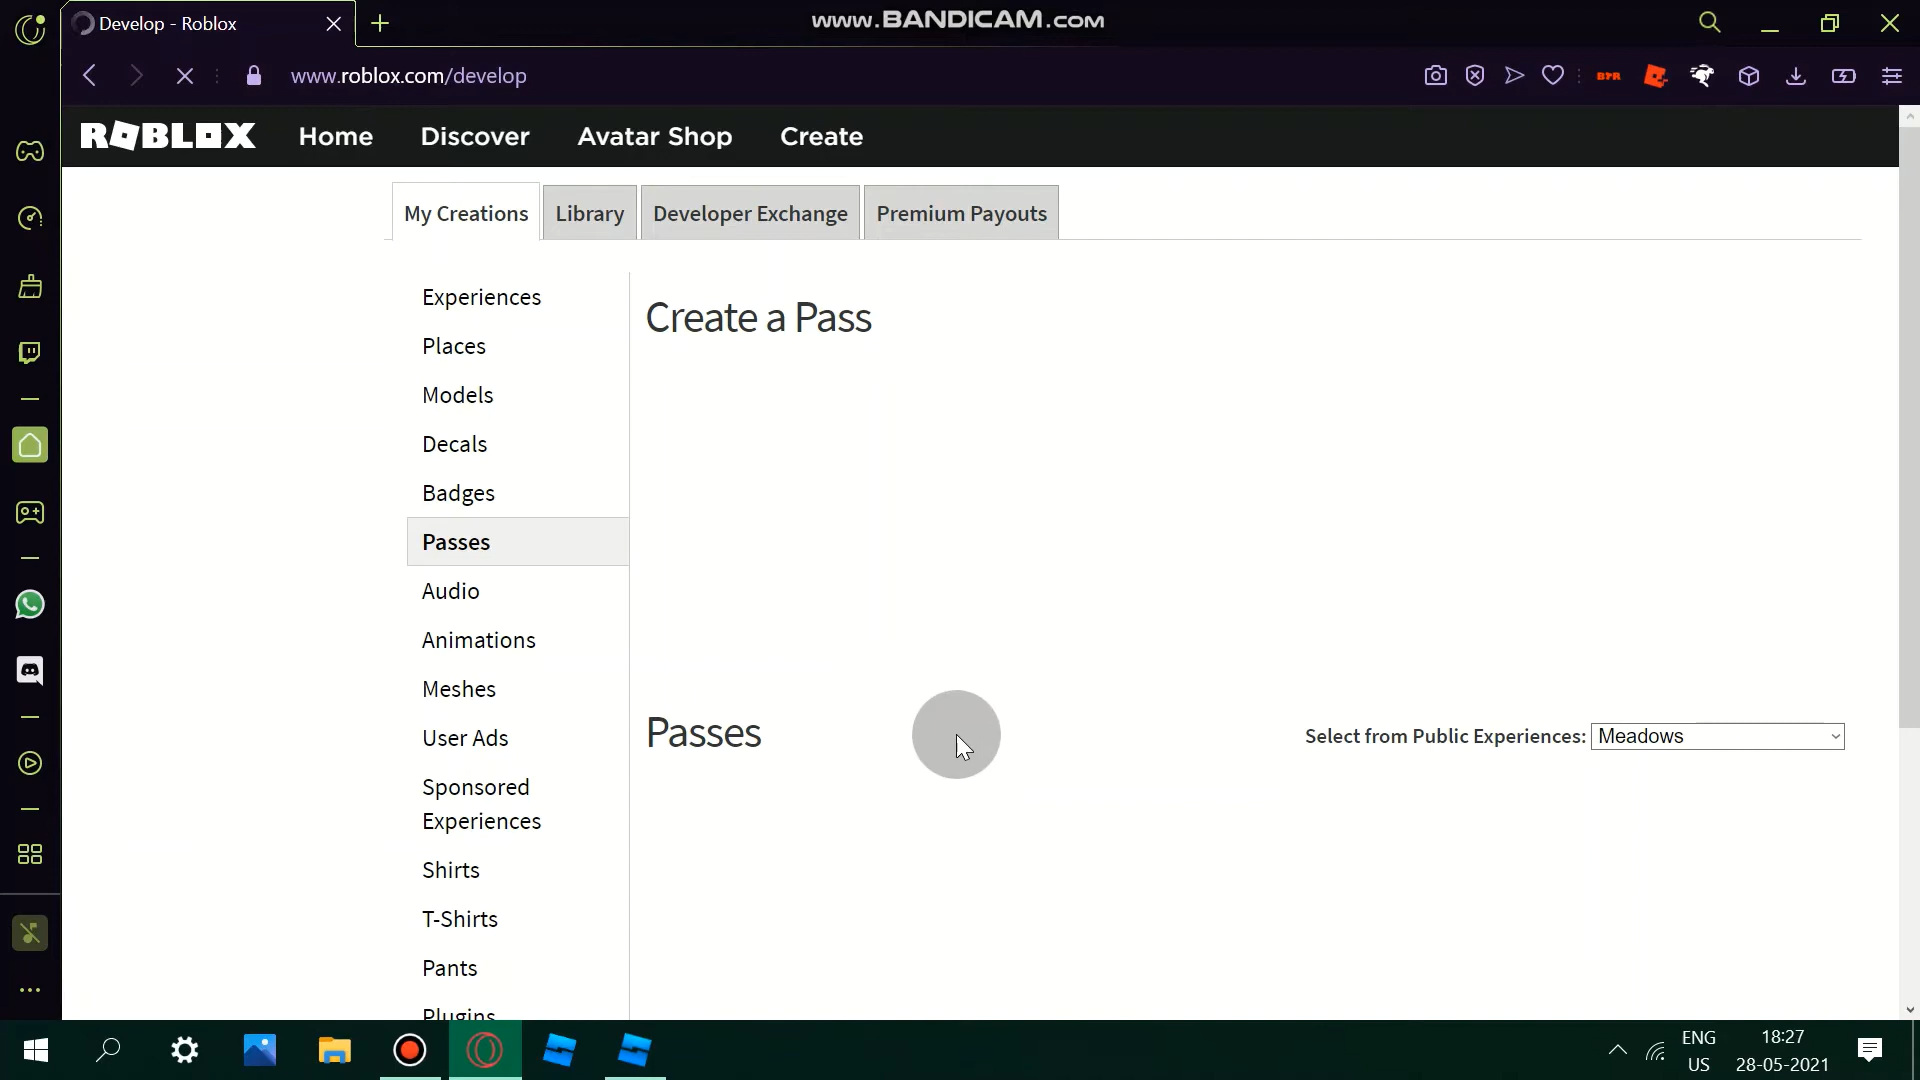 Develop - Roblox
www.BANDICAM.com
www.roblox.com/develop
BTR
ROBLOX Home Discover Avatar Shop Create
My Creations Library Developer Exchange Premium Payouts
Experiences
Create a Pass
Places
Models
Decals
Badges
Passes
Audio
Animations
Meshes
Passes
Select from Public Experiences: Meadows
User Ads
Sponsored
Experiences
Shirts
T-Shirts
Pants
Plugins
ENG
US
18:27
28-05-2021